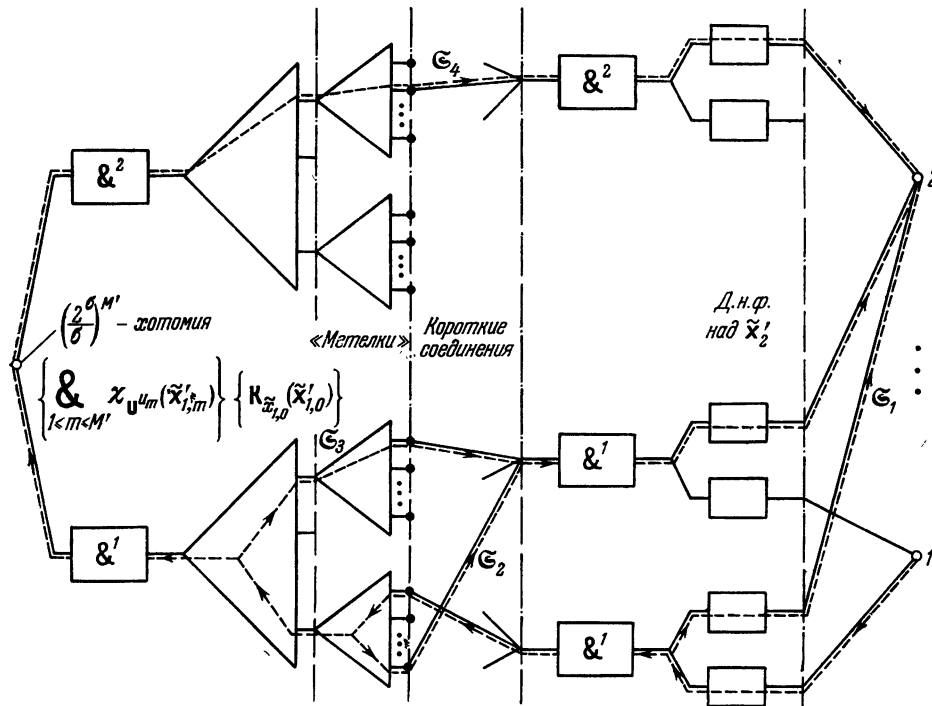 𝔖₄
&²
&²
2
(2^σ/σ)^M′ – хотомия
«Метелки»
Короткие соединения
Д.н.ф. над x̃′₂
{ & 1≤m≤M′ χ_U^{u_m}(x̃′₁,ₘ) } { K_{x̃₁,₀}(x̃′₁,₀) }
𝔖₃
𝔖₁
&¹
&¹
𝔖₂
1
&¹